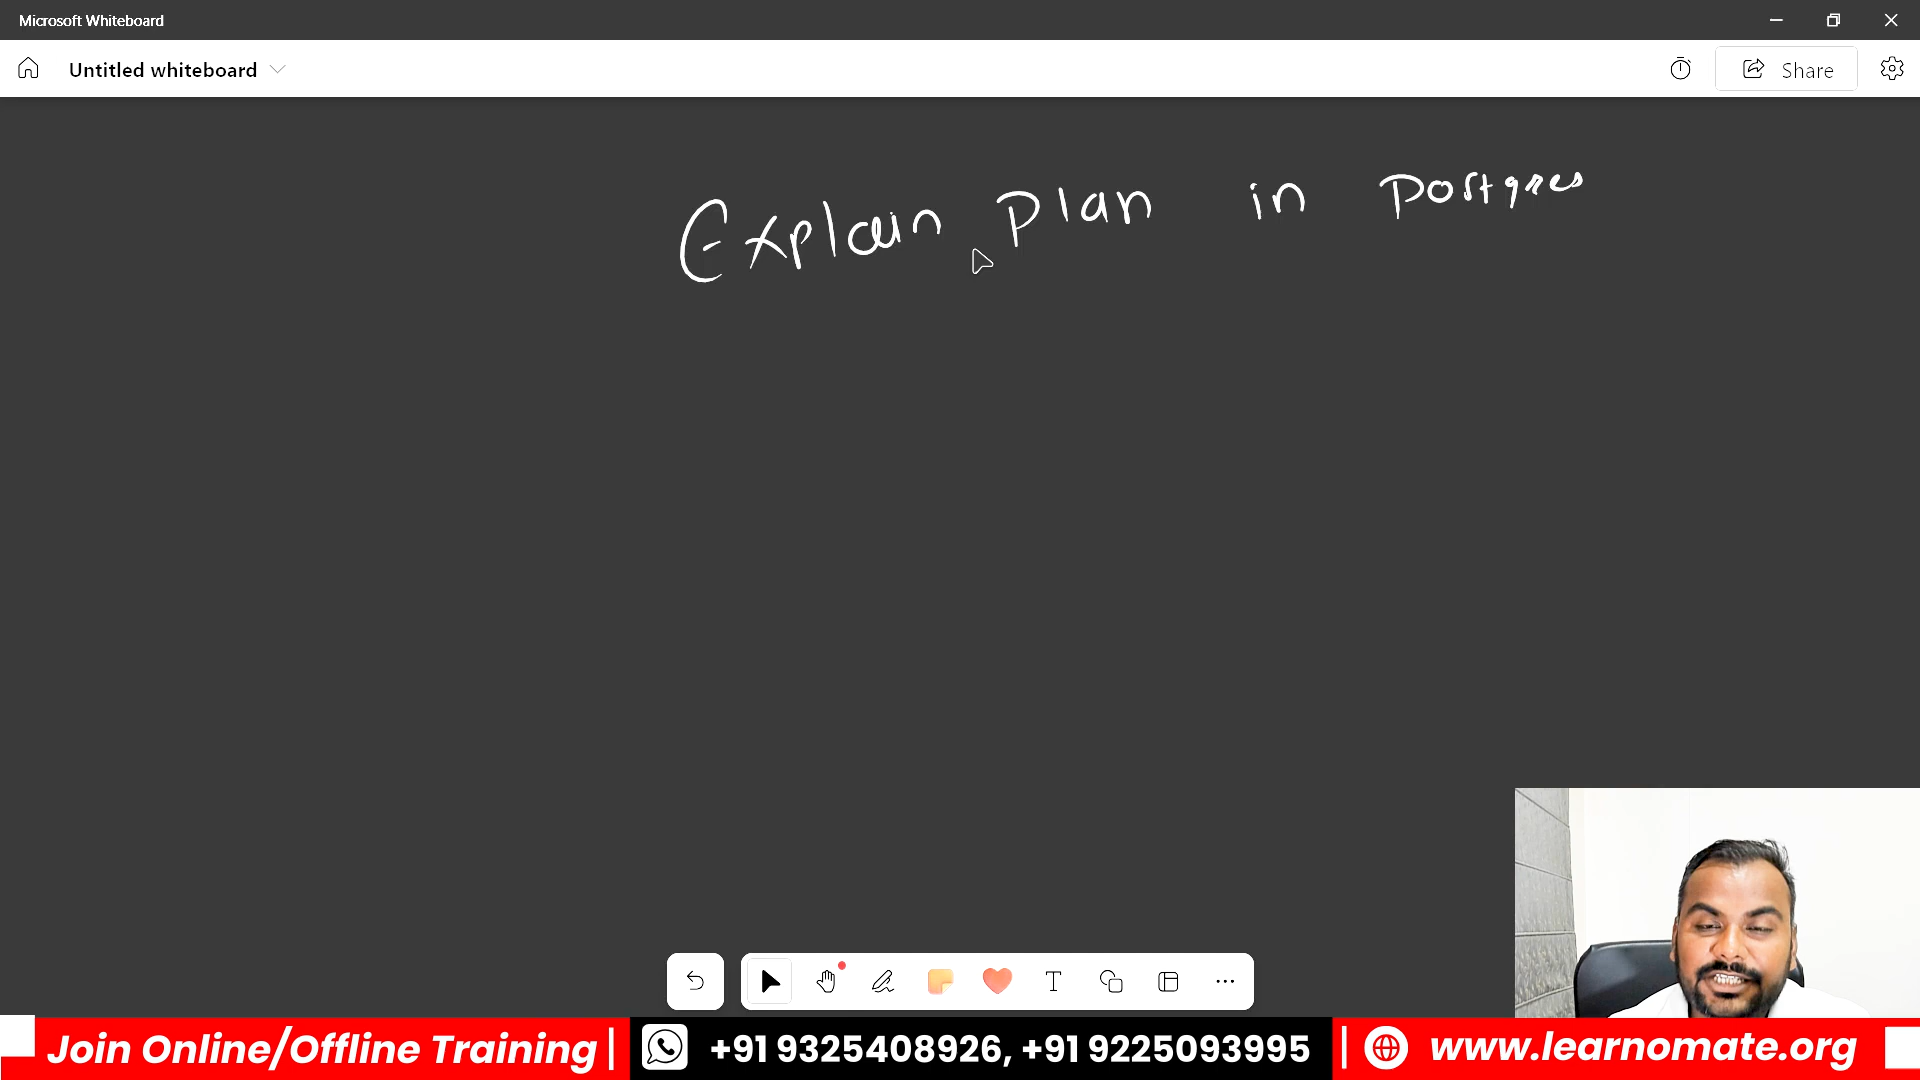 Microsoft Whiteboard
Untitled whiteboard
Share
Explain Plan in Postgres
T
Join Online/Offline Training | +91 9325408926, +91 9225093995 | www.learnomate.org